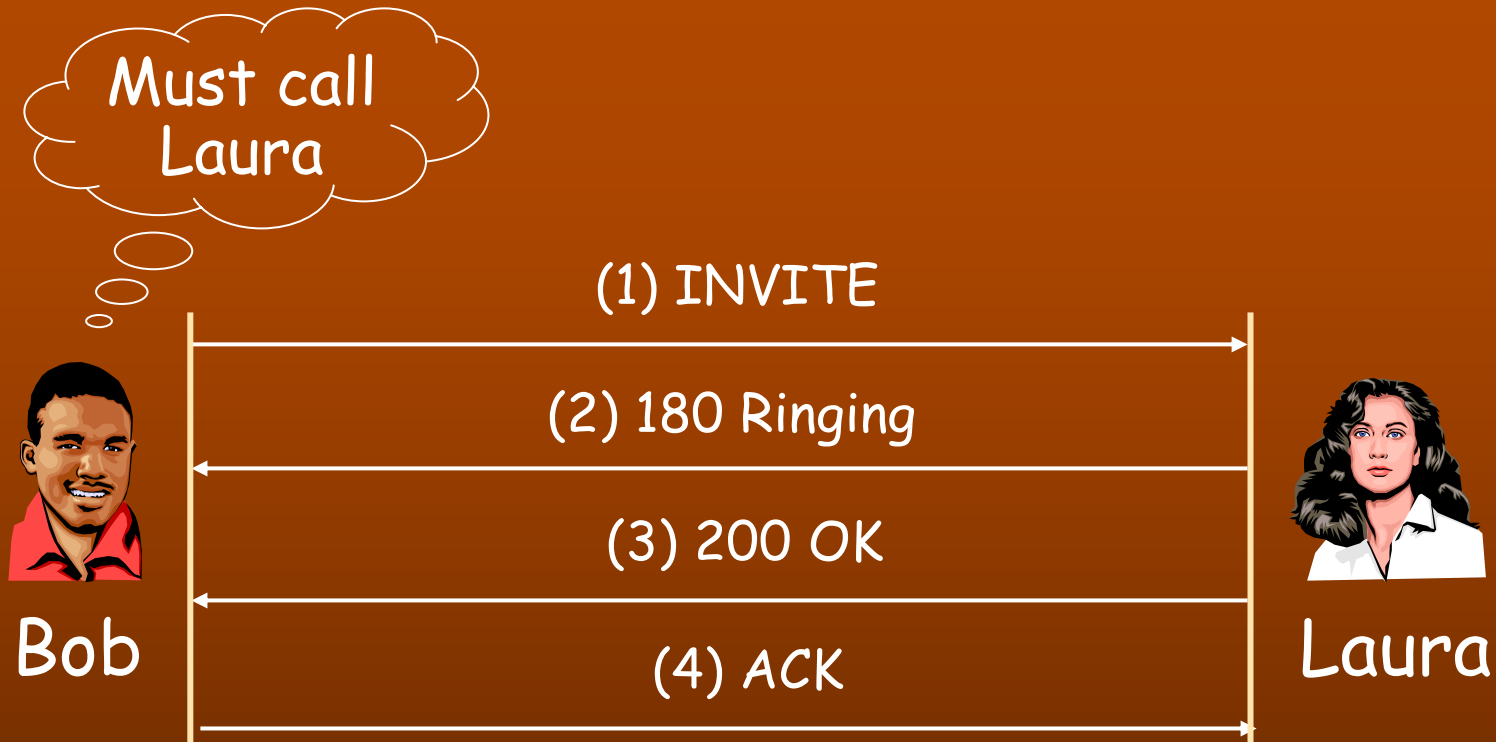 Must call
Laura
(1) INVITE
(2) 180 Ringing
(3) 200 OK
(4) ACK
Bob
Laura